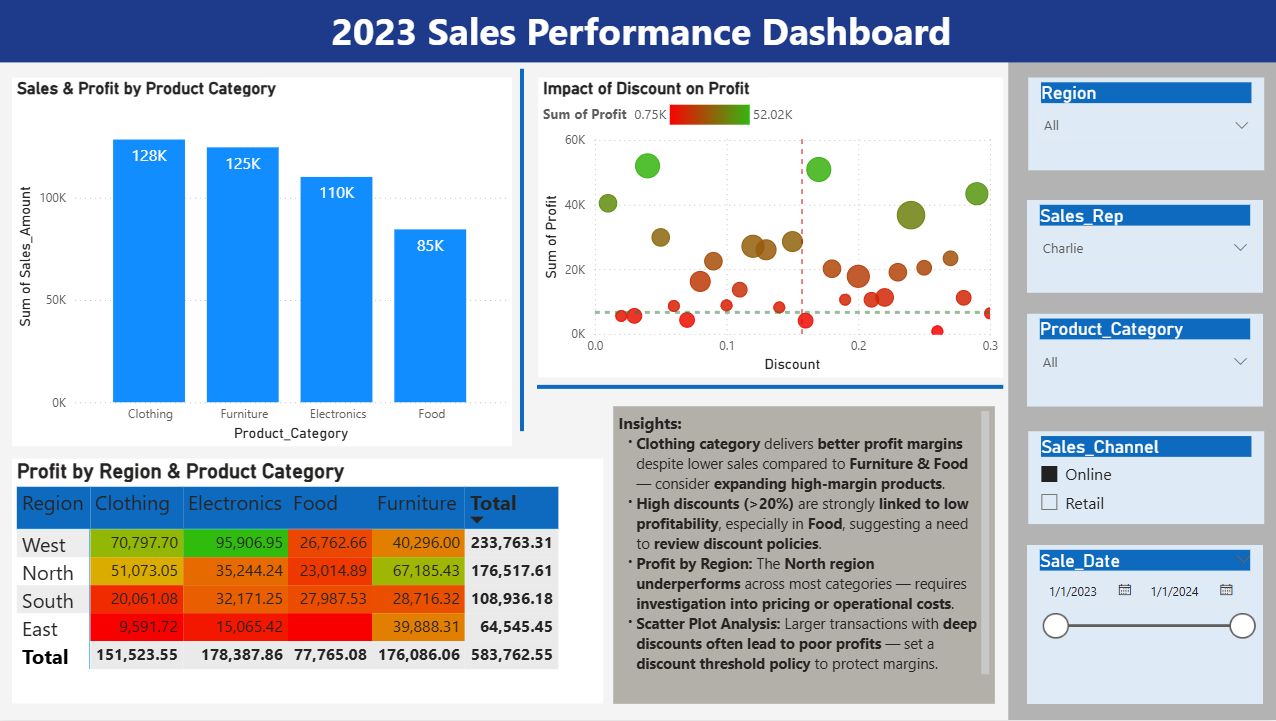 2023 Sales Performance Dashboard
Sales & Profit by Product Category
Sum of Sales_Amount
100K
50K
0K
128K
125K
110K
85K
Clothing Furniture Electronics Food
Product_Category
Impact of Discount on Profit
Sum of Profit 0.75K 52.02K
Sum of Profit
60K
40K
20K
0K
0.0 0.1 0.2 0.3
Discount
Profit by Region & Product Category
Region Clothing Electronics Food Furniture Total
West 70,797.70 95,906.95 26,762.66 40,296.00 233,763.31
North 51,073.05 35,244.24 23,014.89 67,185.43 176,517.61
South 20,061.08 32,171.25 27,987.53 28,716.32 108,936.18
East 9,591.72 15,065.42 39,888.31 64,545.45
Total 151,523.55 178,387.86 77,765.08 176,086.06 583,762.55
Insights:
• Clothing category delivers better profit margins
despite lower sales compared to Furniture & Food
— consider expanding high-margin products.
• High discounts (>20%) are strongly linked to low
profitability, especially in Food, suggesting a need
to review discount policies.
• Profit by Region: The North region
underperforms across most categories — requires
investigation into pricing or operational costs.
• Scatter Plot Analysis: Larger transactions with deep
discounts often lead to poor profits — set a
discount threshold policy to protect margins.
Region
All
Sales_Rep
Charlie
Product_Category
All
Sales_Channel
Online
Retail
Sale_Date
1/1/2023 1/1/2024